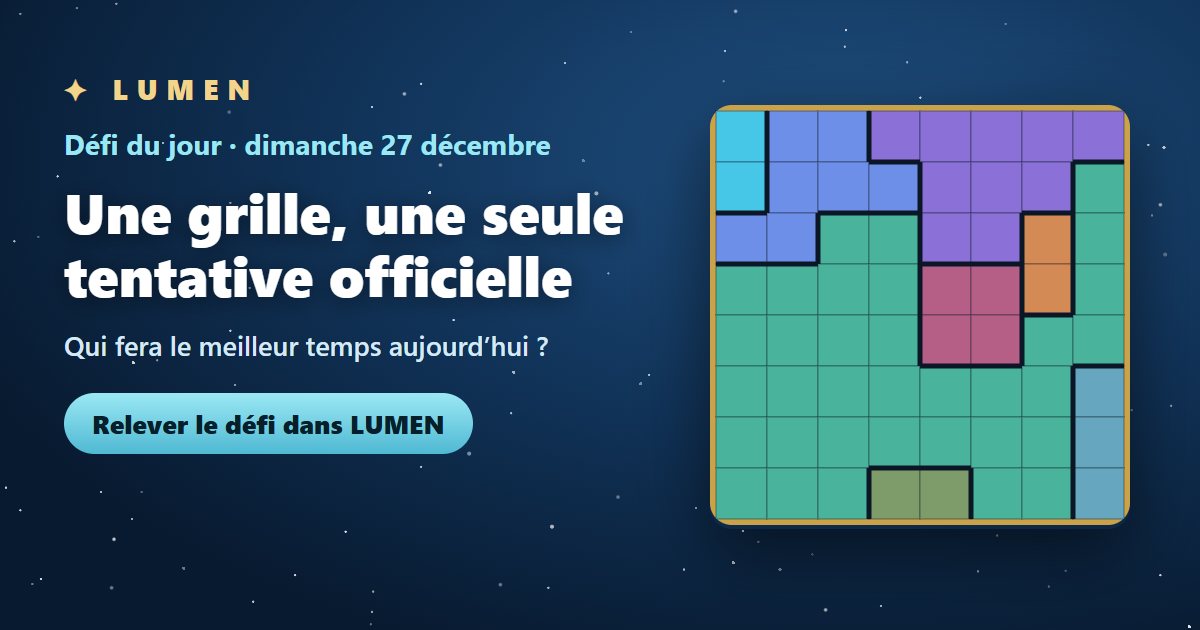 ✦ LUMEN
Défi du jour · dimanche 27 décembre
Une grille, une seule
tentative officielle
Qui fera le meilleur temps aujourd’hui ?
Relever le défi dans LUMEN